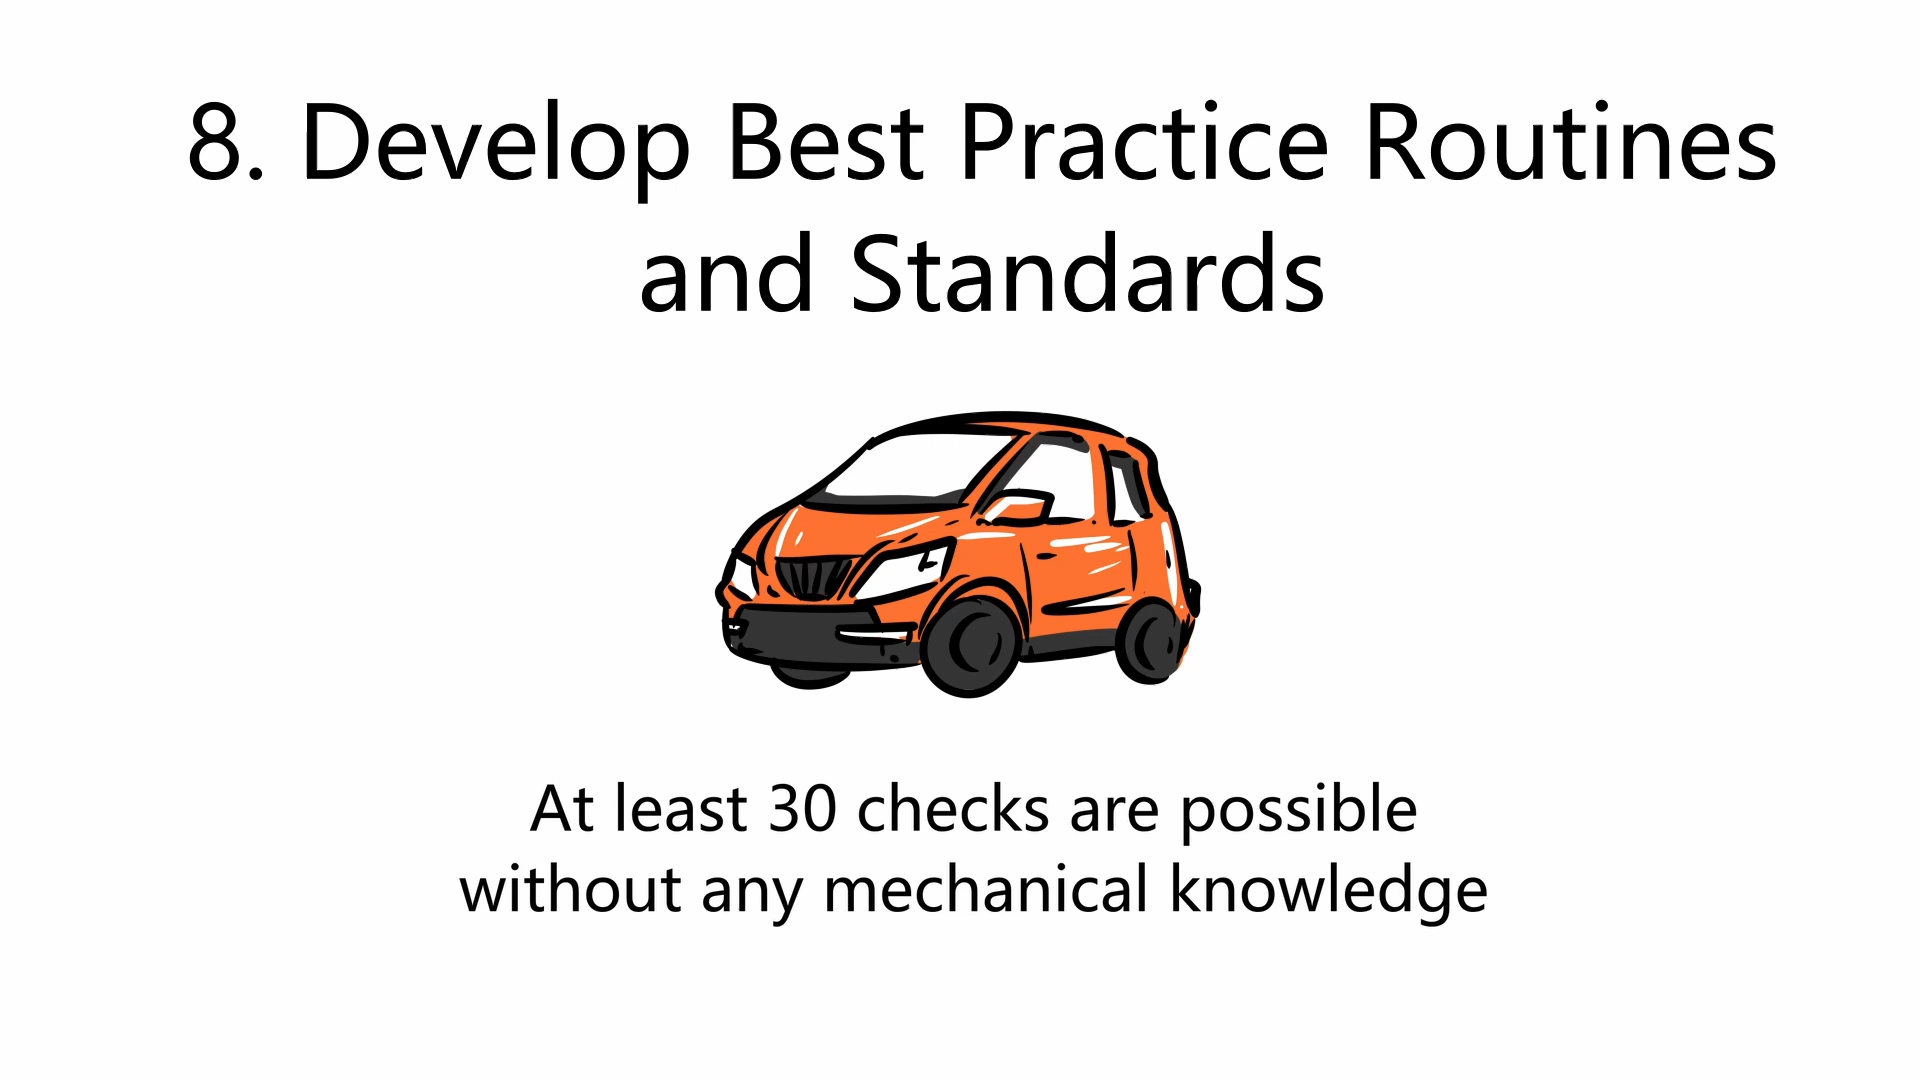 8. Develop Best Practice Routines
and Standards
At least 30 checks are possible
without any mechanical knowledge